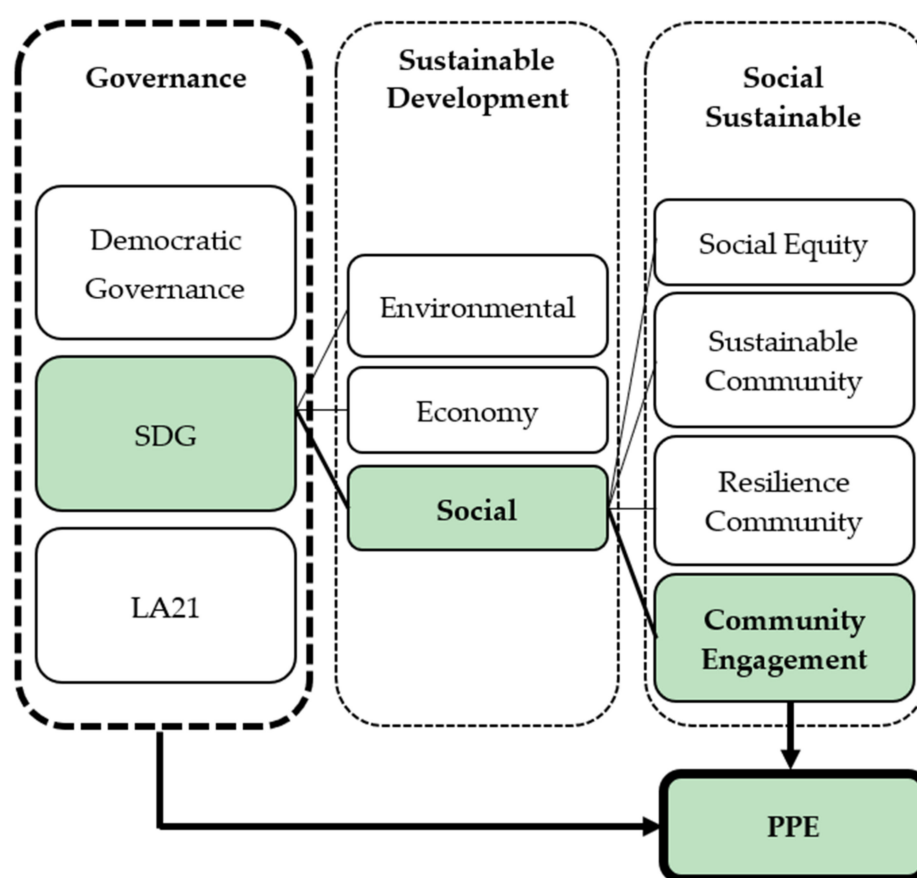 Governance
Democratic
Governance
SDG
LA21
Sustainable
Development
Environmental
Economy
Social
Social
Sustainable
Social Equity
Sustainable
Community
Resilience
Community
Community
Engagement
PPE